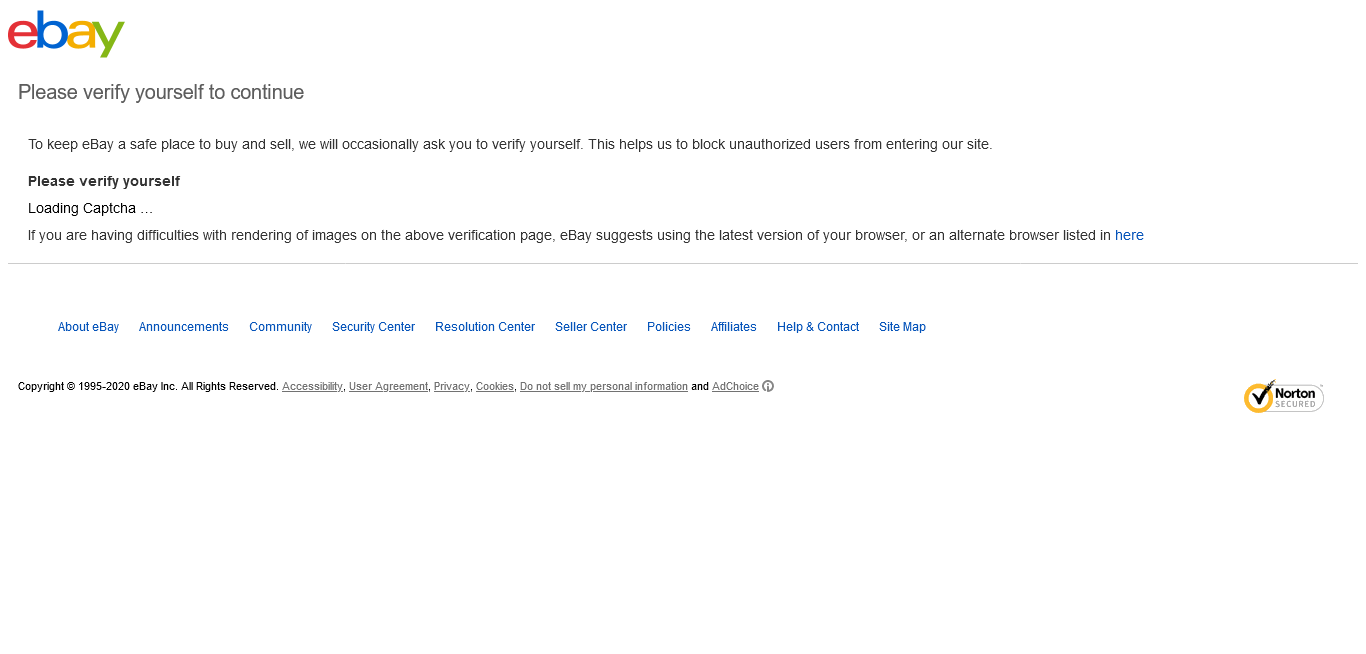 ebay
Please verify yourself to continue
To keep eBay a safe place to buy and sell, we will occasionally ask you to verify yourself. This helps us to block unauthorized users from entering our site.
Please verify yourself
Loading Captcha ...
If you are having difficulties with rendering of images on the above verification page, eBay suggests using the latest version of your browser, or an alternate browser listed in here
About eBay Announcements Community Security Center Resolution Center Seller Center Policies Affiliates Help & Contact Site Map
Copyright © 1995-2020 eBay Inc. All Rights Reserved. Accessibility, User Agreement, Privacy, Cookies, Do not sell my personal information and AdChoice
Norton
SECURED